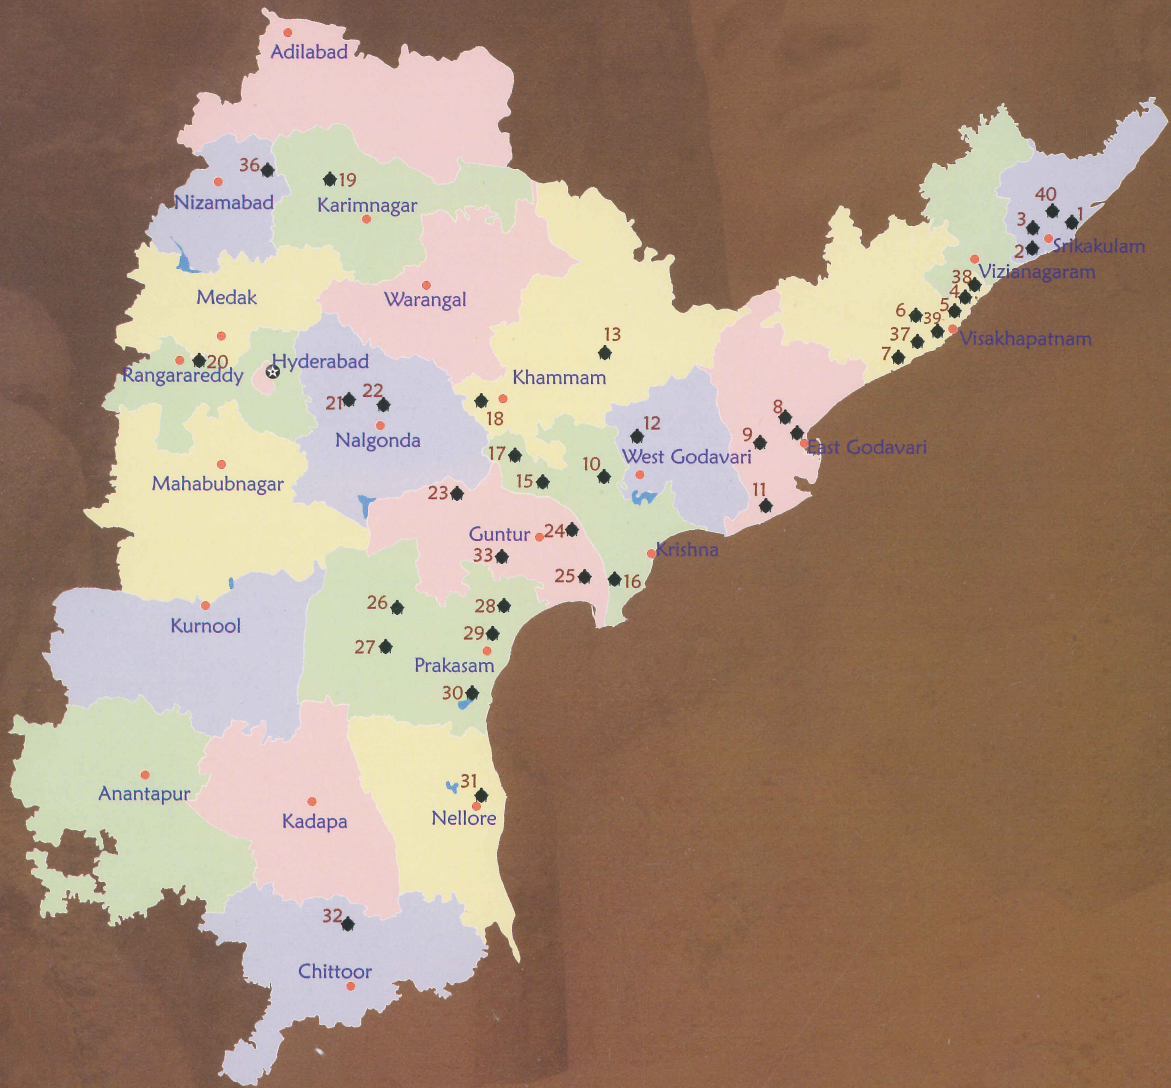 Adilabad
36
19
Nizamabad
Karimnagar
40
1
3
Srikakulam
2
Vizianagaram
38
4
5
6
39
37
7
Visakhapatnam
Medak
Warangal
13
20
Hyderabad
Rangarareddy
Khammam
21
22
18
Nalgonda
8
12
9
East Godavari
17
West Godavari
10
15
Mahabubnagar
23
11
Guntur
24
33
Krishna
25
16
26
28
Kurnool
29
27
Prakasam
30
31
Anantapur
Kadapa
Nellore
32
Chittoor